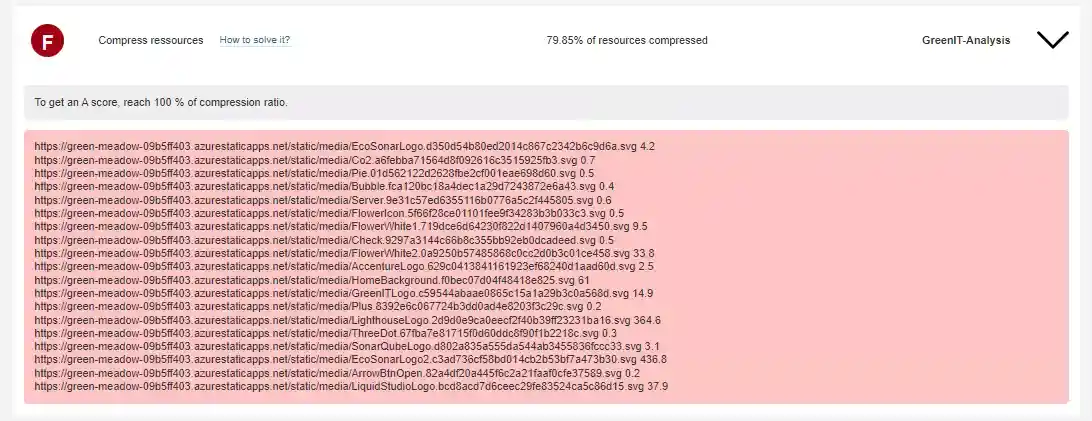 F
Compress ressources How to solve it? 79.85% of resources compressed GreenIT-Analysis
To get an A score, reach 100 % of compression ratio.
https://green-meadow-09b5ff403.azurestaticapps.net/static/media/EcoSonarLogo.d350d54b80ed2014c867c2342b6c9d6a.svg 4.2
https://green-meadow-09b5ff403.azurestaticapps.net/static/media/Co2.a6febba71564d8f092616c3515925fb3.svg 0.7
https://green-meadow-09b5ff403.azurestaticapps.net/static/media/Pie.01d562122d2628fbe2cf001eae698d60.svg 0.5
https://green-meadow-09b5ff403.azurestaticapps.net/static/media/Bubble.fca120bc18a4dec1a29d7243872e6a43.svg 0.4
https://green-meadow-09b5ff403.azurestaticapps.net/static/media/Server.9e31c57ed6355116b0776a5c2f445805.svg 0.6
https://green-meadow-09b5ff403.azurestaticapps.net/static/media/FlowerIcon.5f66f28ce01101fee9f34283b3b033c3.svg 0.5
https://green-meadow-09b5ff403.azurestaticapps.net/static/media/FlowerWhite1.719dce6d64230f822d1407960a4d3450.svg 9.5
https://green-meadow-09b5ff403.azurestaticapps.net/static/media/Check.9297a3144c66b8c355bb92eb0dcadeed.svg 0.5
https://green-meadow-09b5ff403.azurestaticapps.net/static/media/FlowerWhite2.0a9250b57485868c0cc2d0b3c01ce458.svg 33.8
https://green-meadow-09b5ff403.azurestaticapps.net/static/media/AccentureLogo.629c0413841161923ef68240d1aad60d.svg 2.5
https://green-meadow-09b5ff403.azurestaticapps.net/static/media/HomeBackground.f0bec07d04f48418e825.svg 61
https://green-meadow-09b5ff403.azurestaticapps.net/static/media/GreenITLogo.c59544abaae0865c15a1a29b3c0a568d.svg 14.9
https://green-meadow-09b5ff403.azurestaticapps.net/static/media/Plus.8392e6c067724b3dd0ad4e8203f3c29c.svg 0.2
https://green-meadow-09b5ff403.azurestaticapps.net/static/media/LighthouseLogo.2d9d0e9ca0eecf2f40b39ff23231ba16.svg 364.6
https://green-meadow-09b5ff403.azurestaticapps.net/static/media/ThreeDot.67fba7e81715f0d60ddc8f90f1b2218c.svg 0.3
https://green-meadow-09b5ff403.azurestaticapps.net/static/media/SonarQubeLogo.d802a835a555da544ab3455836fccc33.svg 3.1
https://green-meadow-09b5ff403.azurestaticapps.net/static/media/EcoSonarLogo2.c3ad736cf58bd014cb2b53bf7a473b30.svg 436.8
https://green-meadow-09b5ff403.azurestaticapps.net/static/media/ArrowBtnOpen.82a4df20a445f6c2a21faaf0cfe37589.svg 0.2
https://green-meadow-09b5ff403.azurestaticapps.net/static/media/LiquidStudioLogo.bcd8acd7d6ceec29fe83524ca5c86d15.svg 37.9